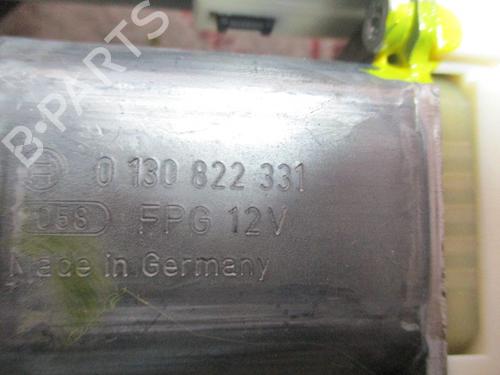 B-PARTS
0 130 822 331
058 FPG 12V
Made in Germany